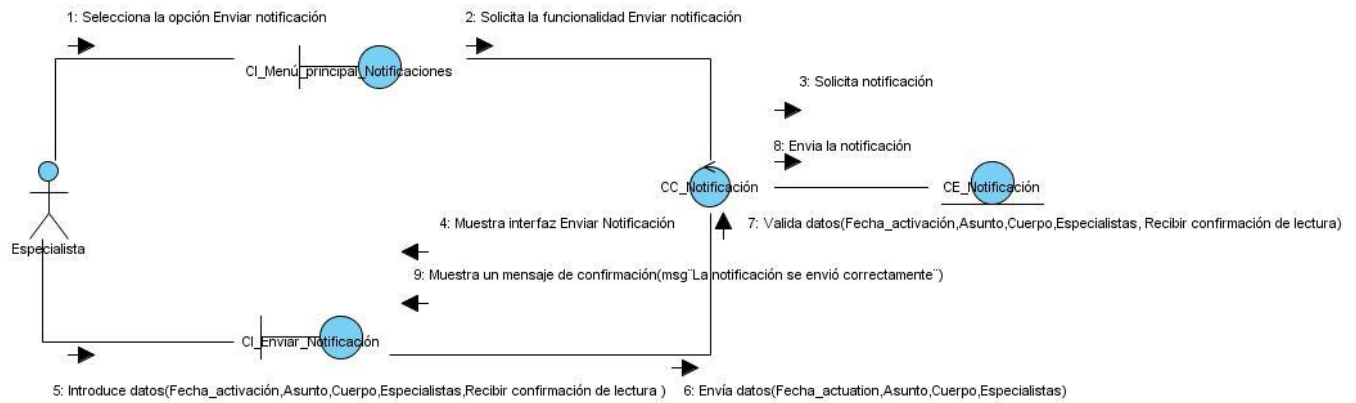 1: Selecciona la opción Enviar notificación
2: Solicita la funcionalidad Enviar notificación
CI_Menú_principal_Notificaciones
3: Solicita notificación
8: Envia la notificación
CC_Notificación
CE_Notificación
Especialista
4: Muestra interfaz Enviar Notificación
7: Valida datos(Fecha_activación,Asunto,Cuerpo,Especialistas, Recibir confirmación de lectura)
9: Muestra un mensaje de confirmación(msg¨La notificación se envió correctamente¨)
CI_Enviar_Notificación
5: Introduce datos(Fecha_activación,Asunto,Cuerpo,Especialistas,Recibir confirmación de lectura )
6: Envía datos(Fecha_actuation,Asunto,Cuerpo,Especialistas)